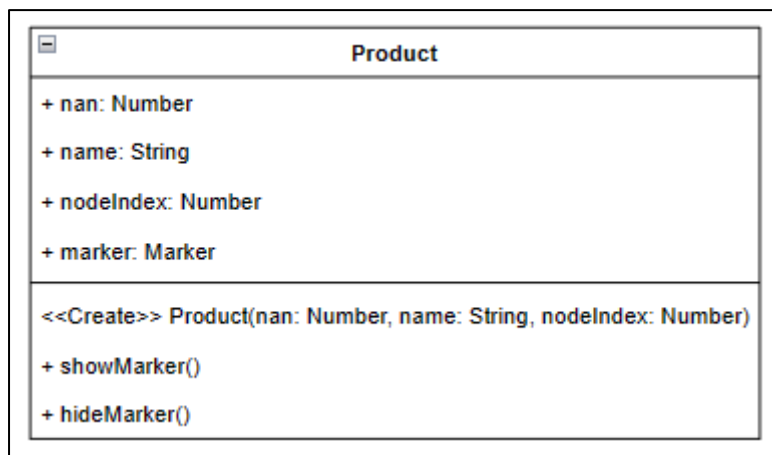 Product
+ nan: Number
+ name: String
+ nodeIndex: Number
+ marker: Marker
<<Create>> Product(nan: Number, name: String, nodeIndex: Number)
+ showMarker()
+ hideMarker()